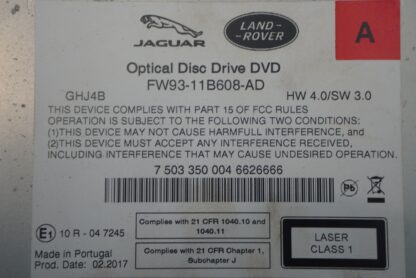 JAGUAR
LAND-
ROVER
A
Optical Disc Drive DVD
FW93-11B608-AD
GHJ4B
HW 4.0/SW 3.0
THIS DEVICE COMPLIES WITH PART 15 OF FCC RULES
OPERATION IS SUBJECT TO THE FOLLOWING TWO CONDITIONS:
(1)THIS DEVICE MAY NOT CAUSE HARMFULL INTERFERENCE, and
(2)THIS DEVICE MUST ACCEPT ANY INTERFERENCE RECEIVED,
INCLUDING INTERFERENCE THAT MAY CAUSE UNDESIRED OPERATION.
7 503 350 004 6626666
Pb
E1 10 R - 04 7245
Made in Portugal
Prod. Date: 02.2017
Complies with 21 CFR 1040.10 and
1040.11
Complies with 21 CFR Chapter 1,
Subchapter J
LASER
CLASS 1